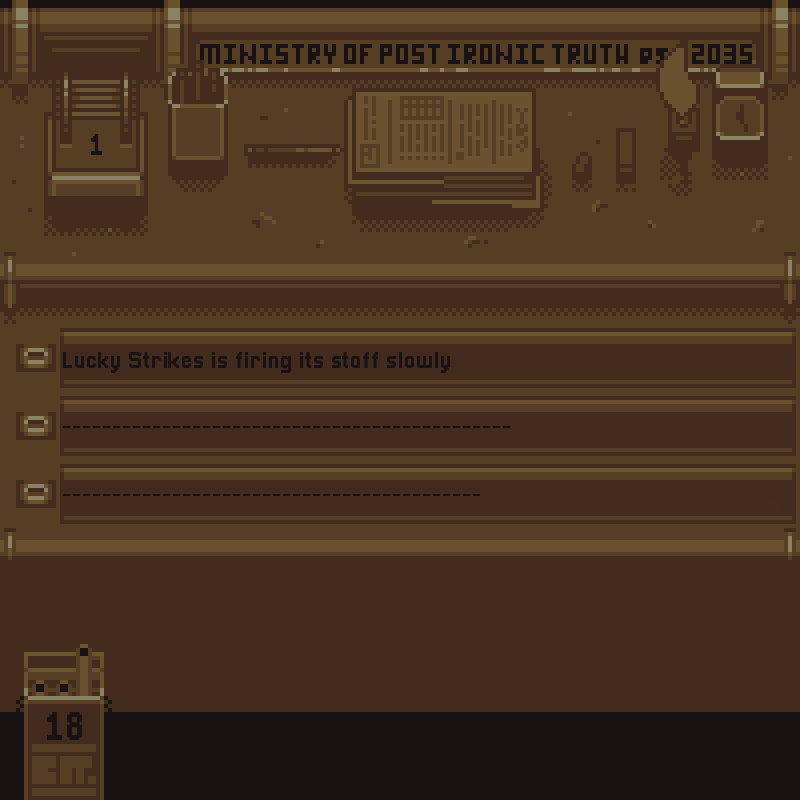 MINISTRY OF POST IRONIC TRUTH 2035
1
Lucky Strikes is firing its staff slowly
---------------------------------------------
------------------------------------------
18